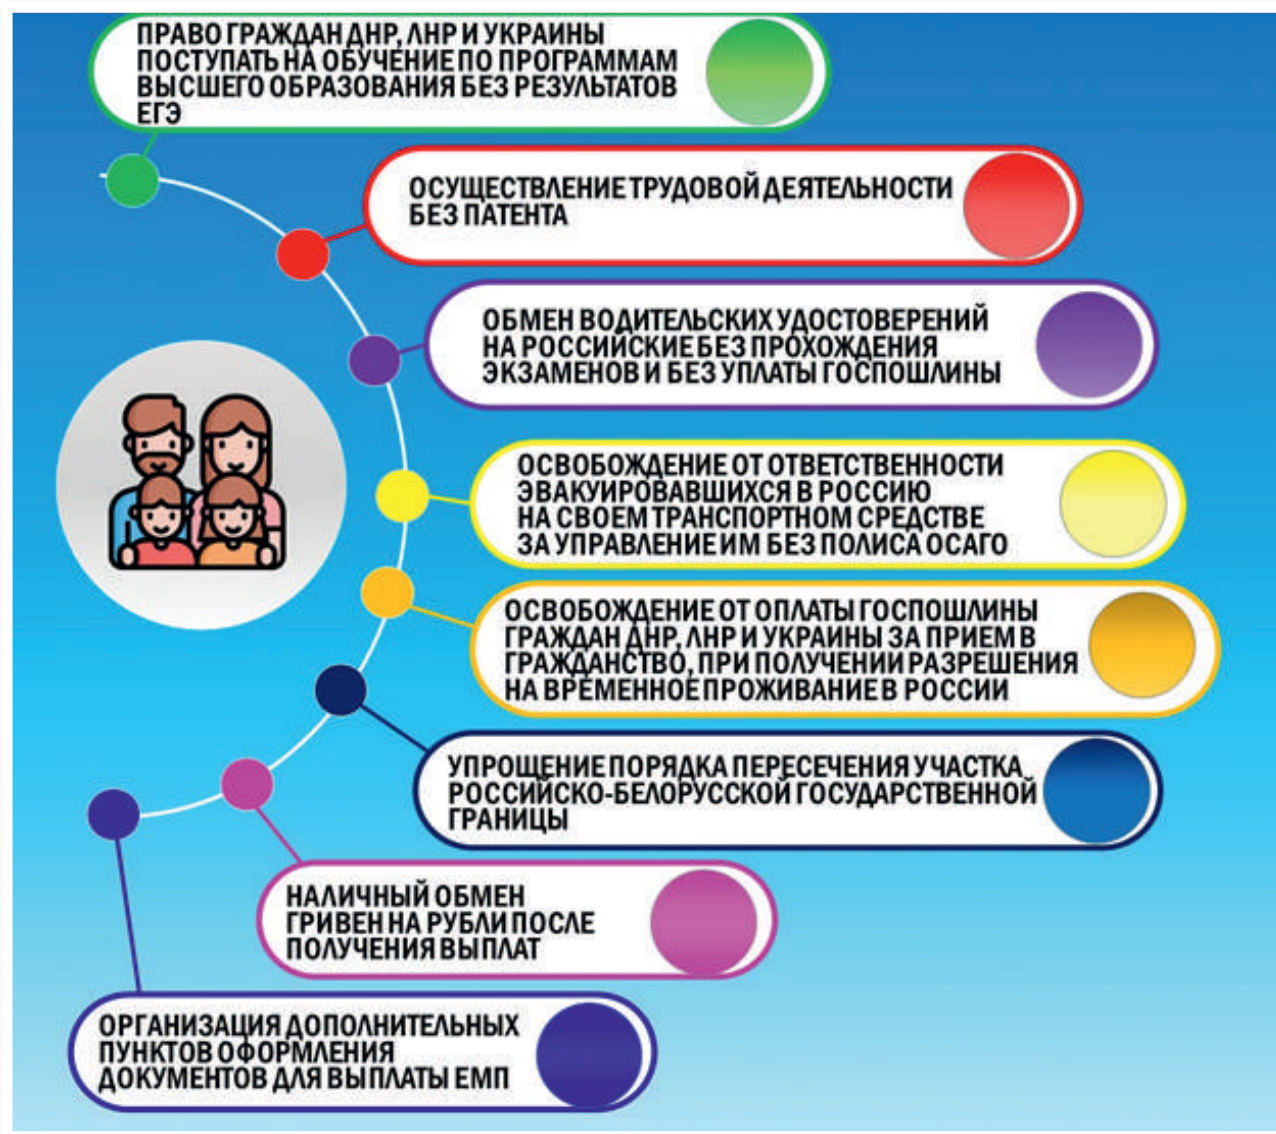 ПРАВО ГРАЖДАН ДНР, ЛНР И УКРАИНЫ
ПОСТУПАТЬ НА ОБУЧЕНИЕ ПО ПРОГРАММАМ
ВЫСШЕГО ОБРАЗОВАНИЯ БЕЗ РЕЗУЛЬТАТОВ
ЕГЭ
ОСУЩЕСТВЛЕНИЕ ТРУДОВОЙ ДЕЯТЕЛЬНОСТИ
БЕЗ ПАТЕНТА
ОБМЕН ВОДИТЕЛЬСКИХ УДОСТОВЕРЕНИЙ
НА РОССИЙСКИЕ БЕЗ ПРОХОЖДЕНИЯ
ЭКЗАМЕНОВ И БЕЗ УПЛАТЫ ГОСПОШЛИНЫ
ОСВОБОЖДЕНИЕ ОТ ОТВЕТСТВЕННОСТИ
ЭВАКУИРОВАВШИХСЯ В РОССИЮ
НА СВОЕМ ТРАНСПОРТНОМ СРЕДСТВЕ
ЗА УПРАВЛЕНИЕ ИМ БЕЗ ПОЛИСА ОСАГО
ОСВОБОЖДЕНИЕ ОТ ОПЛАТЫ ГОСПОШЛИНЫ
ГРАЖДАН ДНР, ЛНР И УКРАИНЫ ЗА ПРИЕМ В
ГРАЖДАНСТВО, ПРИ ПОЛУЧЕНИИ РАЗРЕШЕНИЯ
НА ВРЕМЕННОЕ ПРОЖИВАНИЕ В РОССИИ
УПРОЩЕНИЕ ПОРЯДКА ПЕРЕСЕЧЕНИЯ УЧАСТКА
РОССИЙСКО-БЕЛОРУССКОЙ ГОСУДАРСТВЕННОЙ
ГРАНИЦЫ
НАЛИЧНЫЙ ОБМЕН
ГРИВЕН НА РУБЛИ ПОСЛЕ
ПОЛУЧЕНИЯ ВЫПЛАТ
ОРГАНИЗАЦИЯ ДОПОЛНИТЕЛЬНЫХ
ПУНКТОВ ОФОРМЛЕНИЯ
ДОКУМЕНТОВ ДЛЯ ВЫПЛАТЫ ЕМП